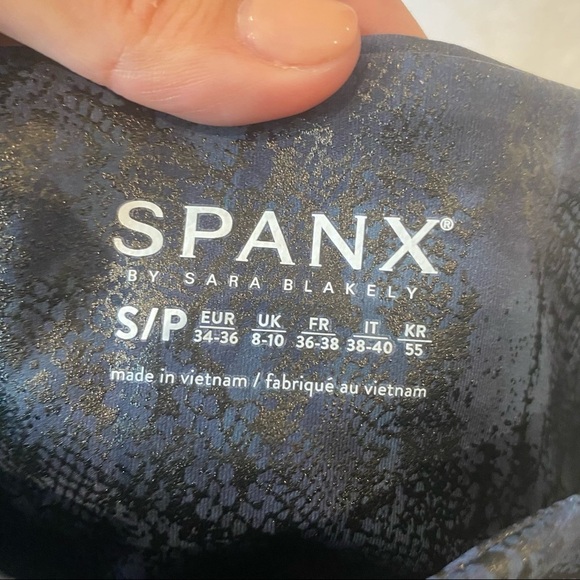 SPANX®
BY SARA BLAKELY
S/P EUR 34-36 UK 8-10 FR 36-38 IT 38-40 KR 55
made in vietnam / fabriqué au vietnam